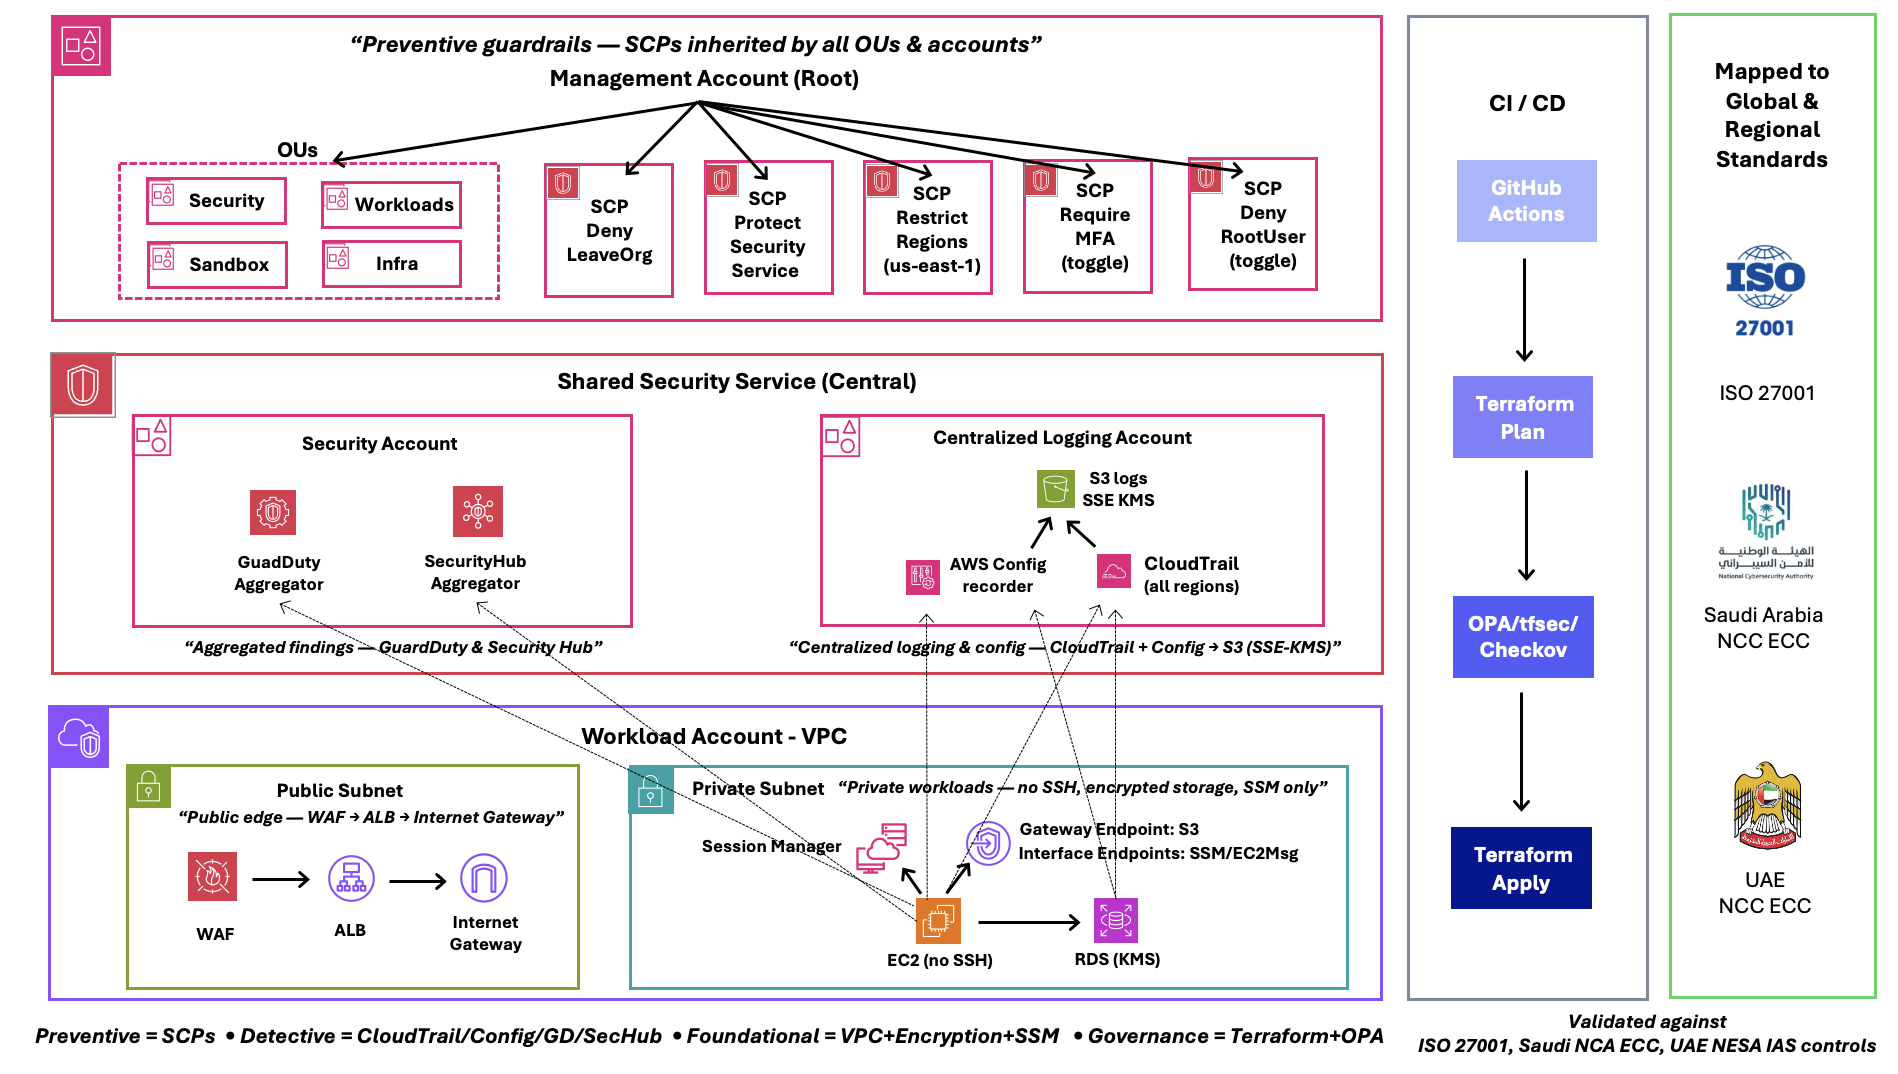 “Preventive guardrails — SCPs inherited by all OUs & accounts”
Management Account (Root)
OUs
Security
Workloads
Sandbox
Infra
SCP
Deny
LeaveOrg
SCP
Protect
Security
Service
SCP
Restrict
Regions
(us-east-1)
SCP
Require
MFA
(toggle)
SCP
Deny
RootUser
(toggle)
Shared Security Service (Central)
Security Account
GuadDuty
Aggregator
SecurityHub
Aggregator
“Aggregated findings — GuardDuty & Security Hub”
Centralized Logging Account
S3 logs
SSE KMS
AWS Config
recorder
CloudTrail
(all regions)
“Centralized logging & config — CloudTrail + Config → S3 (SSE-KMS)”
Workload Account - VPC
Public Subnet
“Public edge — WAF → ALB → Internet Gateway”
WAF
ALB
Internet
Gateway
Private Subnet
“Private workloads — no SSH, encrypted storage, SSM only”
Session Manager
Gateway Endpoint: S3
Interface Endpoints: SSM/EC2Msg
EC2 (no SSH)
RDS (KMS)
Preventive = SCPs • Detective = CloudTrail/Config/GD/SecHub • Foundational = VPC+Encryption+SSM • Governance = Terraform+OPA
CI / CD
GitHub
Actions
Terraform
Plan
OPA/tfsec/
Checkov
Terraform
Apply
Mapped to
Global &
Regional
Standards
ISO
27001
ISO 27001
الهيئة الوطنية
للأمن السيبراني
National Cybersecurity Authority
Saudi Arabia
NCC ECC
UAE
NCC ECC
Validated against
ISO 27001, Saudi NCA ECC, UAE NESA IAS controls